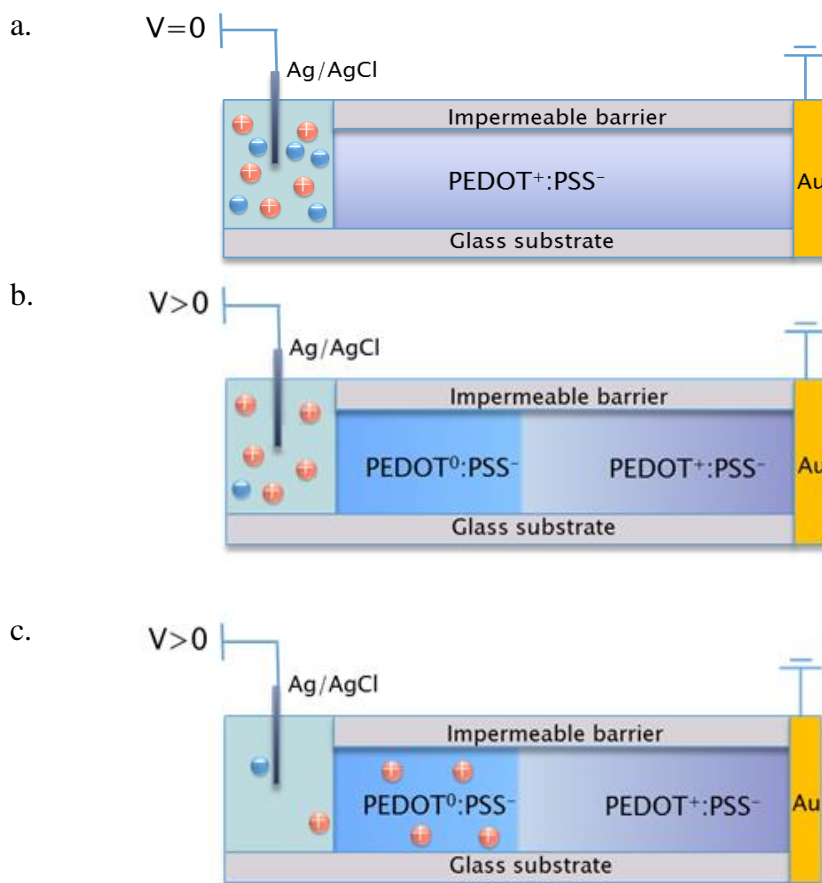 a.
V=0
Ag/AgCl
Impermeable barrier
PEDOT⁺:PSS⁻
Au
Glass substrate
b.
V>0
Ag/AgCl
Impermeable barrier
PEDOT⁰:PSS⁻ PEDOT⁺:PSS⁻
Au
Glass substrate
c.
V>0
Ag/AgCl
Impermeable barrier
PEDOT⁰:PSS⁻ PEDOT⁺:PSS⁻
Au
Glass substrate